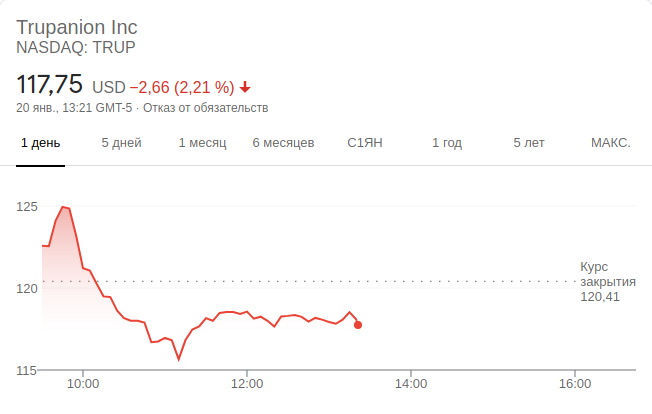 Trupanion Inc
NASDAQ: TRUP
117,75 USD −2,66 (2,21 %)
20 янв., 13:21 GMT-5 · Отказ от обязательств
1 день 5 дней 1 месяц 6 месяцев С1ЯН 1 год 5 лет МАКС.
125
Курс
закрытия
120,41
120
115
10:00 12:00 14:00 16:00